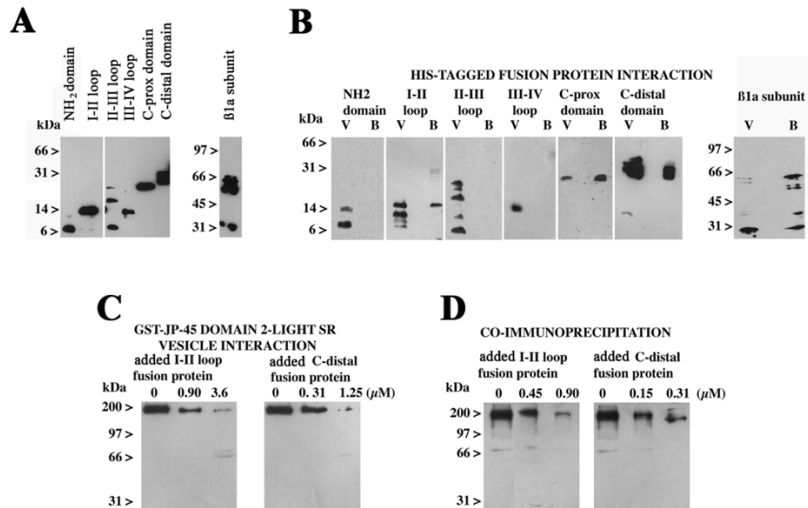 A
NH2 domain
I-II loop
II-III loop
III-IV loop
C-prox domain
C-distal domain
ß1a subunit
kDa
66 >
31 >
14 >
6 >
97 >
66 >
45 >
31 >
B
HIS-TAGGED FUSION PROTEIN INTERACTION
NH2 I-II II-III III-IV C-prox C-distal
domain loop loop loop domain domain ß1a subunit
kDa V B V B V B V B V B V B V B
66 >
31 >
14 >
6 >
97 >
66 >
45 >
31 >
C
GST-JP-45 DOMAIN 2-LIGHT SR
VESICLE INTERACTION
added I-II loop added C-distal
fusion protein fusion protein
kDa 0 0.90 3.6 0 0.31 1.25 (µM)
200 >
97 >
66 >
31 >
D
CO-IMMUNOPRECIPITATION
added I-II loop added C-distal
fusion protein fusion protein
kDa 0 0.45 0.90 0 0.15 0.31 (µM)
200 >
97 >
66 >
31 >